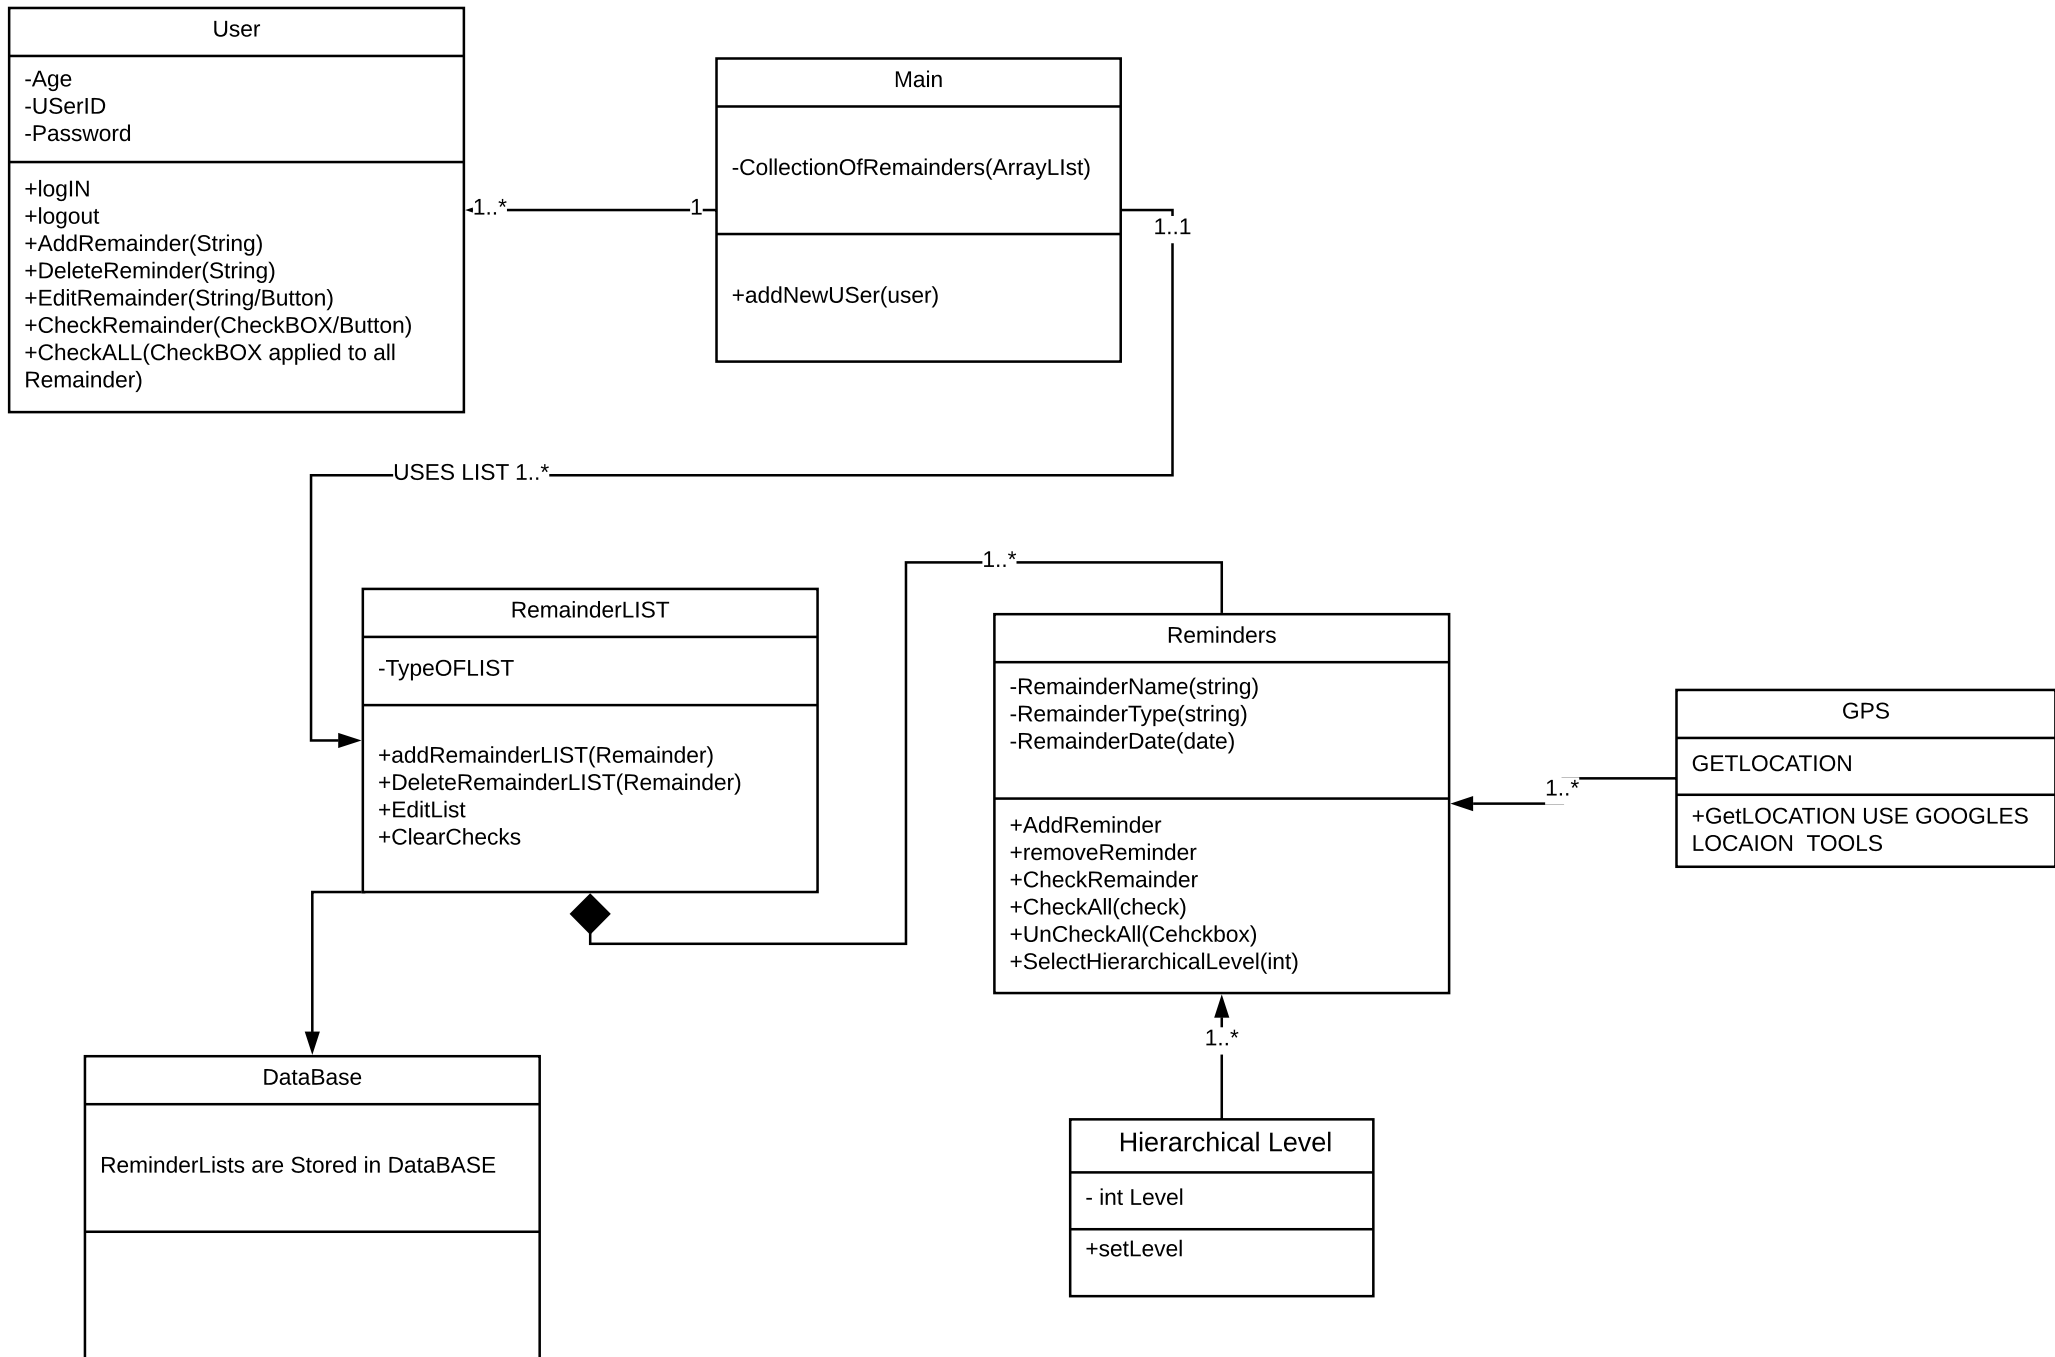 User
-Age
-USerID
-Password
+logIN
+logout
+AddRemainder(String)
+DeleteReminder(String)
+EditRemainder(String/Button)
+CheckRemainder(CheckBOX/Button)
+CheckALL(CheckBOX applied to all
Remainder)
1..*
1
Main
-CollectionOfRemainders(ArrayLIst)
+addNewUSer(user)
1..1
USES LIST 1..*
RemainderLIST
-TypeOFLIST
+addRemainderLIST(Remainder)
+DeleteRemainderLIST(Remainder)
+EditList
+ClearChecks
1..*
Reminders
-RemainderName(string)
-RemainderType(string)
-RemainderDate(date)
+AddReminder
+removeReminder
+CheckRemainder
+CheckAll(check)
+UnCheckAll(Cehckbox)
+SelectHierarchicalLevel(int)
1..*
GPS
GETLOCATION
+GetLOCATION USE GOOGLES
LOCAION  TOOLS
1..*
DataBase
ReminderLists are Stored in DataBASE
Hierarchical Level
- int Level
+setLevel